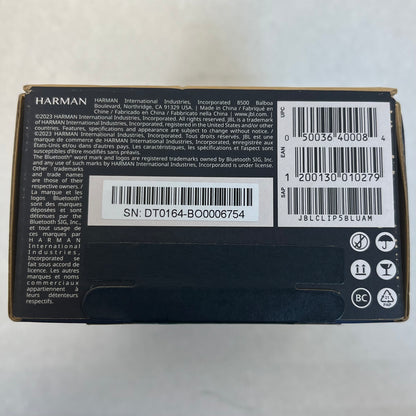 HARMAN HARMAN International Industries, Incorporated 8500 Balboa
Boulevard, Northridge, CA 91329 USA. | Made in China / Fabriqué en
Chine / Fabricado en China / Fabricado na China | www.jbl.com.
©2023 HARMAN International Industries, Incorporated. All rights reserved. JBL is a trademark
of HARMAN International Industries, Incorporated, registered in the United States and/or other
countries. Features, specifications and appearance are subject to change without notice. /
©2023 HARMAN International Industries, Incorporated. Tous droits réservés. JBL est une
marque de commerce de HARMAN International Industries, Incorporated, enregistrée aux
États-Unis et/ou dans d'autres pays. Les caractéristiques, les spécifications et l'aspect sont
susceptibles d'être modifiés sans préavis.
The Bluetooth® word mark and logos are registered trademarks owned by Bluetooth SIG, Inc.
and any use of such marks by HARMAN International Industries, Incorporated is under license.
Other trademarks
and trade names
are those of their
respective owners. /
La marque et les
logos Bluetooth®
sont des marques
déposées et sont
détenues par the
Bluetooth SIG, Inc.,
et tout usage de
ces marques par
HARMAN
International
Industries,
Incorporated se
fait sous accord de
licence. Les autres
marques et noms
commerciaux
appartiennent à
leurs détenteurs
respectifs.
SN: DT0164-BO0006754
UPC
0 50036 40008 4
EAN
1 200130 010279
SAP
JBLCLIP5BLUAM
BC
PAP